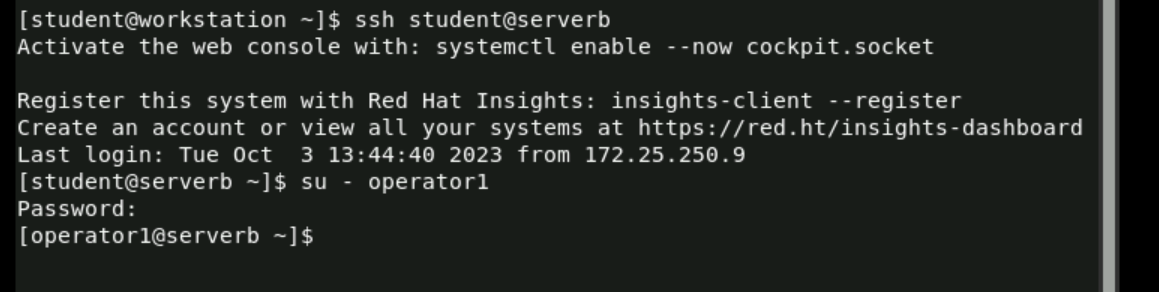 [student@workstation ~]$ ssh student@serverb
Activate the web console with: systemctl enable --now cockpit.socket

Register this system with Red Hat Insights: insights-client --register
Create an account or view all your systems at https://red.ht/insights-dashboard
Last login: Tue Oct  3 13:44:40 2023 from 172.25.250.9
[student@serverb ~]$ su - operator1
Password:
[operator1@serverb ~]$